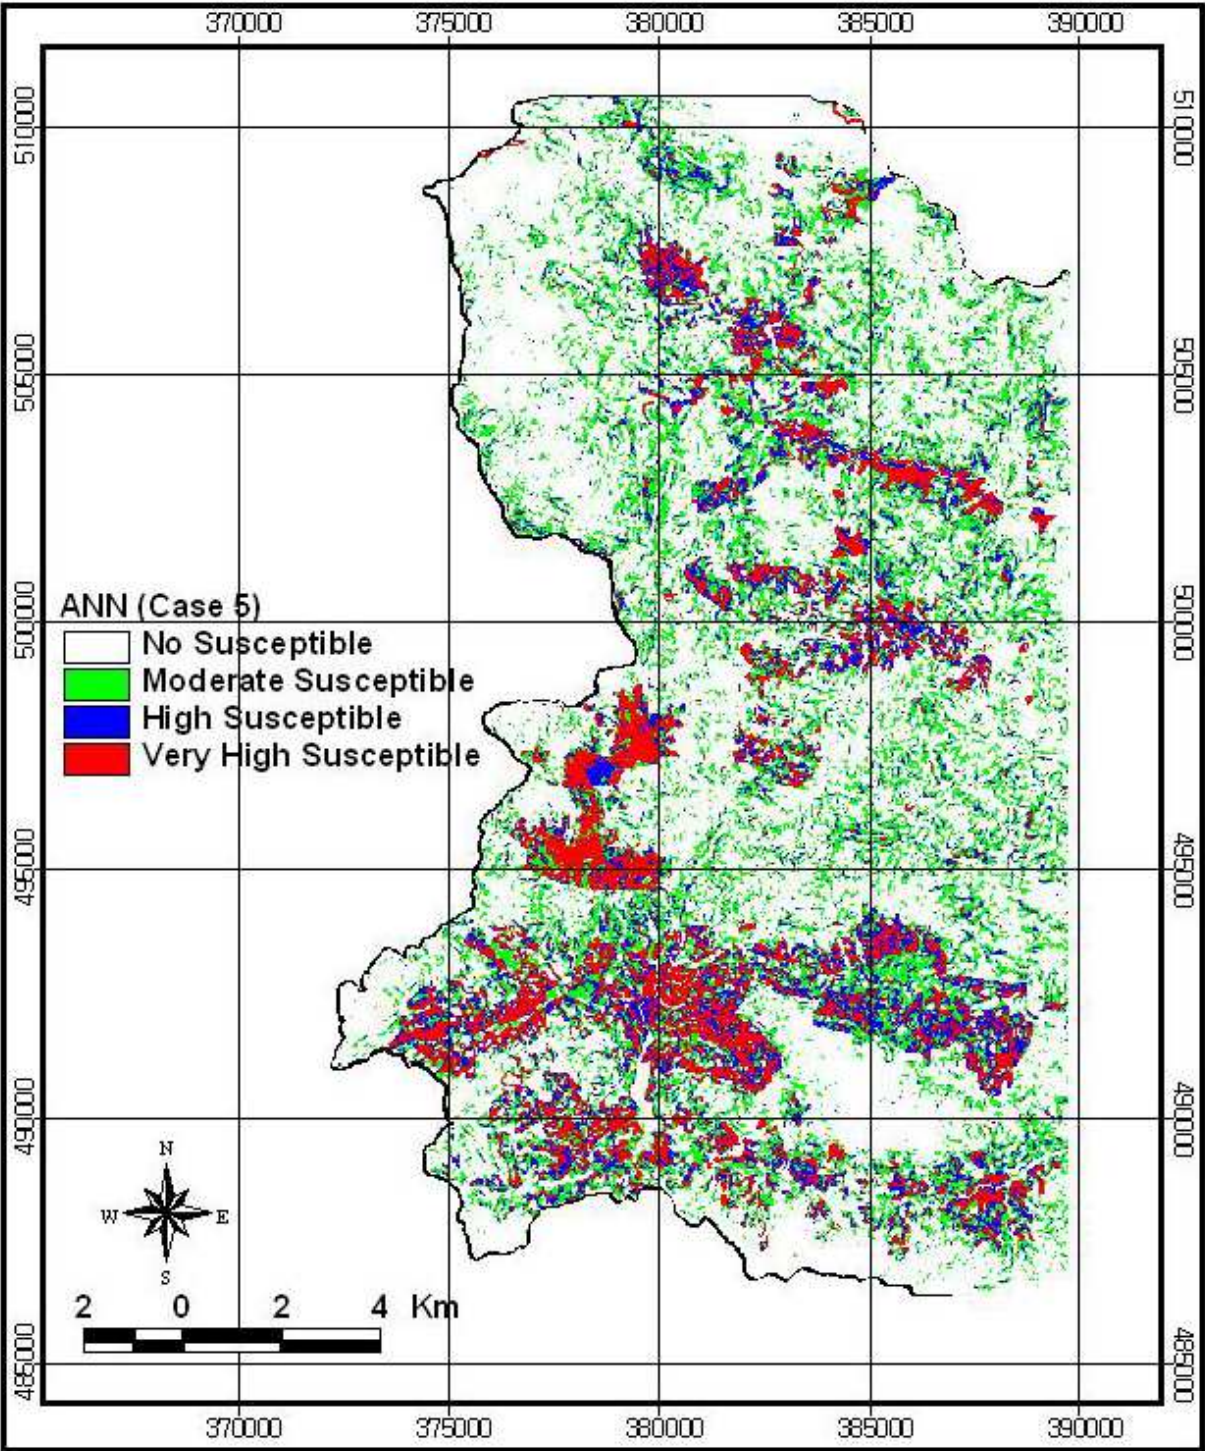 370000 375000 380000 385000 390000
510000 510000
505000 505000
ANN (Case 5)
500000 500000
No Susceptible
Moderate Susceptible
High Susceptible
Very High Susceptible
495000 495000
490000 490000
N
W E
S
2 0 2 4 Km
485000 485000
370000 375000 380000 385000 390000